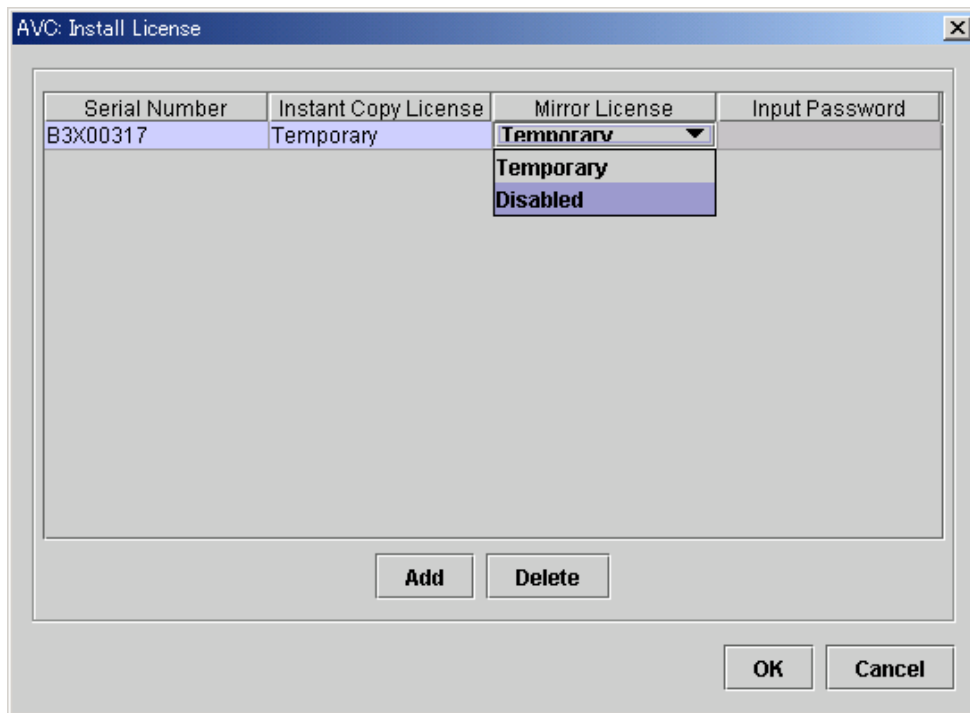 AVC: Install License
Serial Number Instant Copy License Mirror License Input Password
B3X00317 Temporary Temporary
Temporary
Disabled
Add Delete
OK Cancel